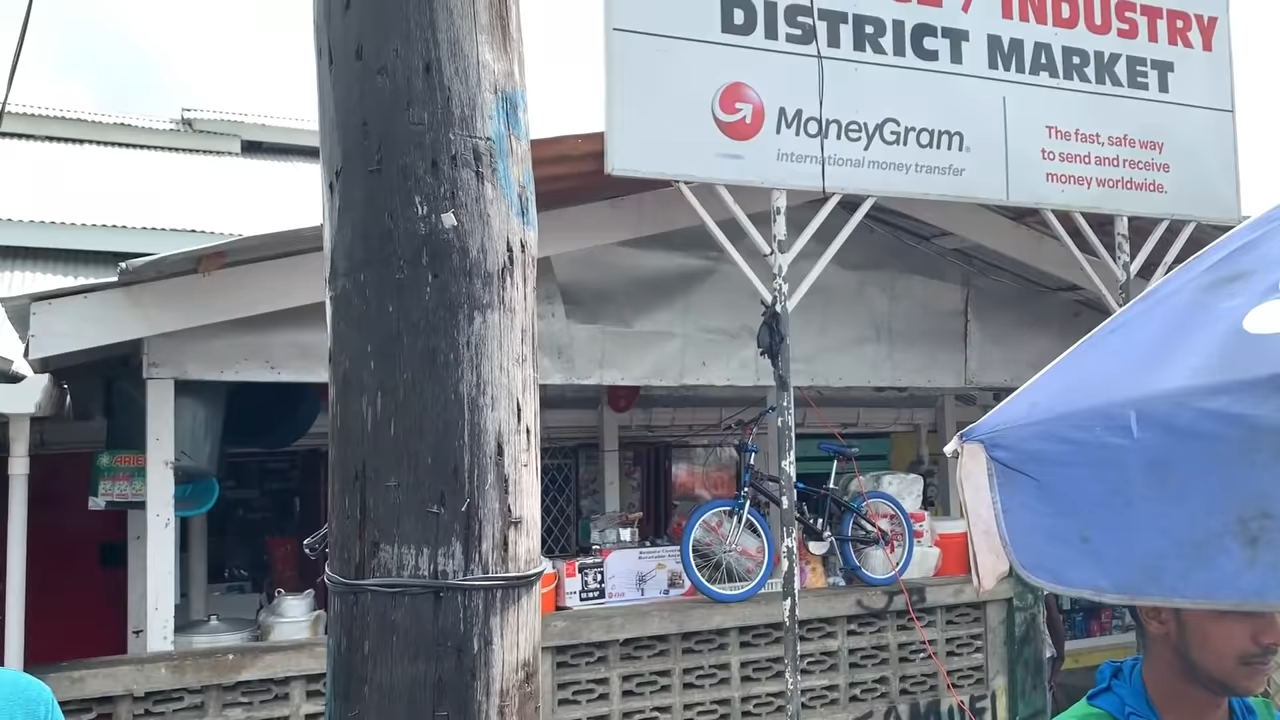 / INDUSTRY
DISTRICT MARKET
MoneyGram
international money transfer
The fast, safe way
to send and receive
money worldwide.
ARIEL